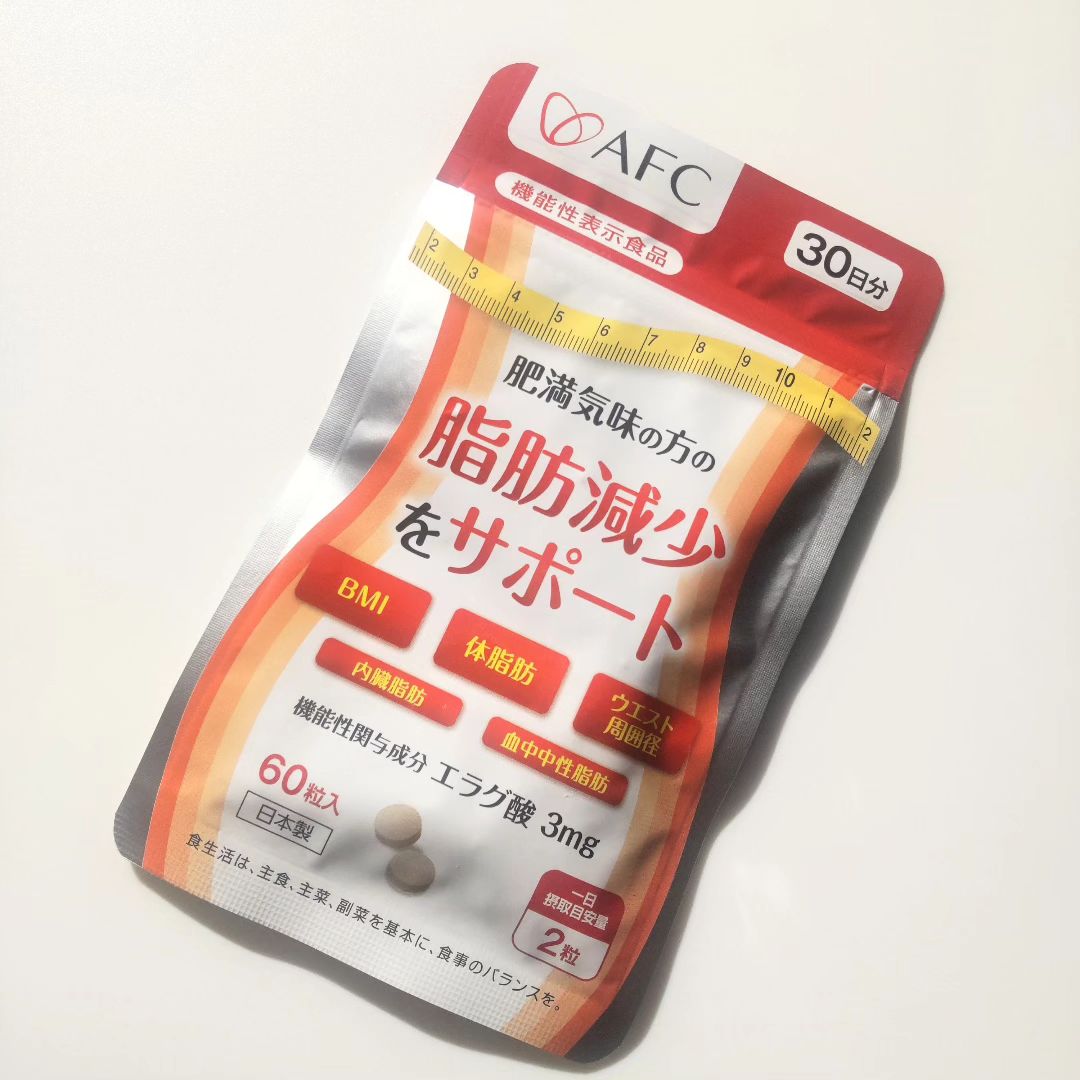 AFC
機能性表示食品
30日分
2 3 4 5 6 7 8 9 10 1 2
肥満気味の方の
脂肪減少
をサポート
BMI
体脂肪
ウエスト
周囲径
内臓脂肪
血中中性脂肪
機能性関与成分 エラグ酸 3mg
60粒入
日本製
一日
摂取目安量
2粒
食生活は、主食、主菜、副菜を基本に、食事のバランスを。